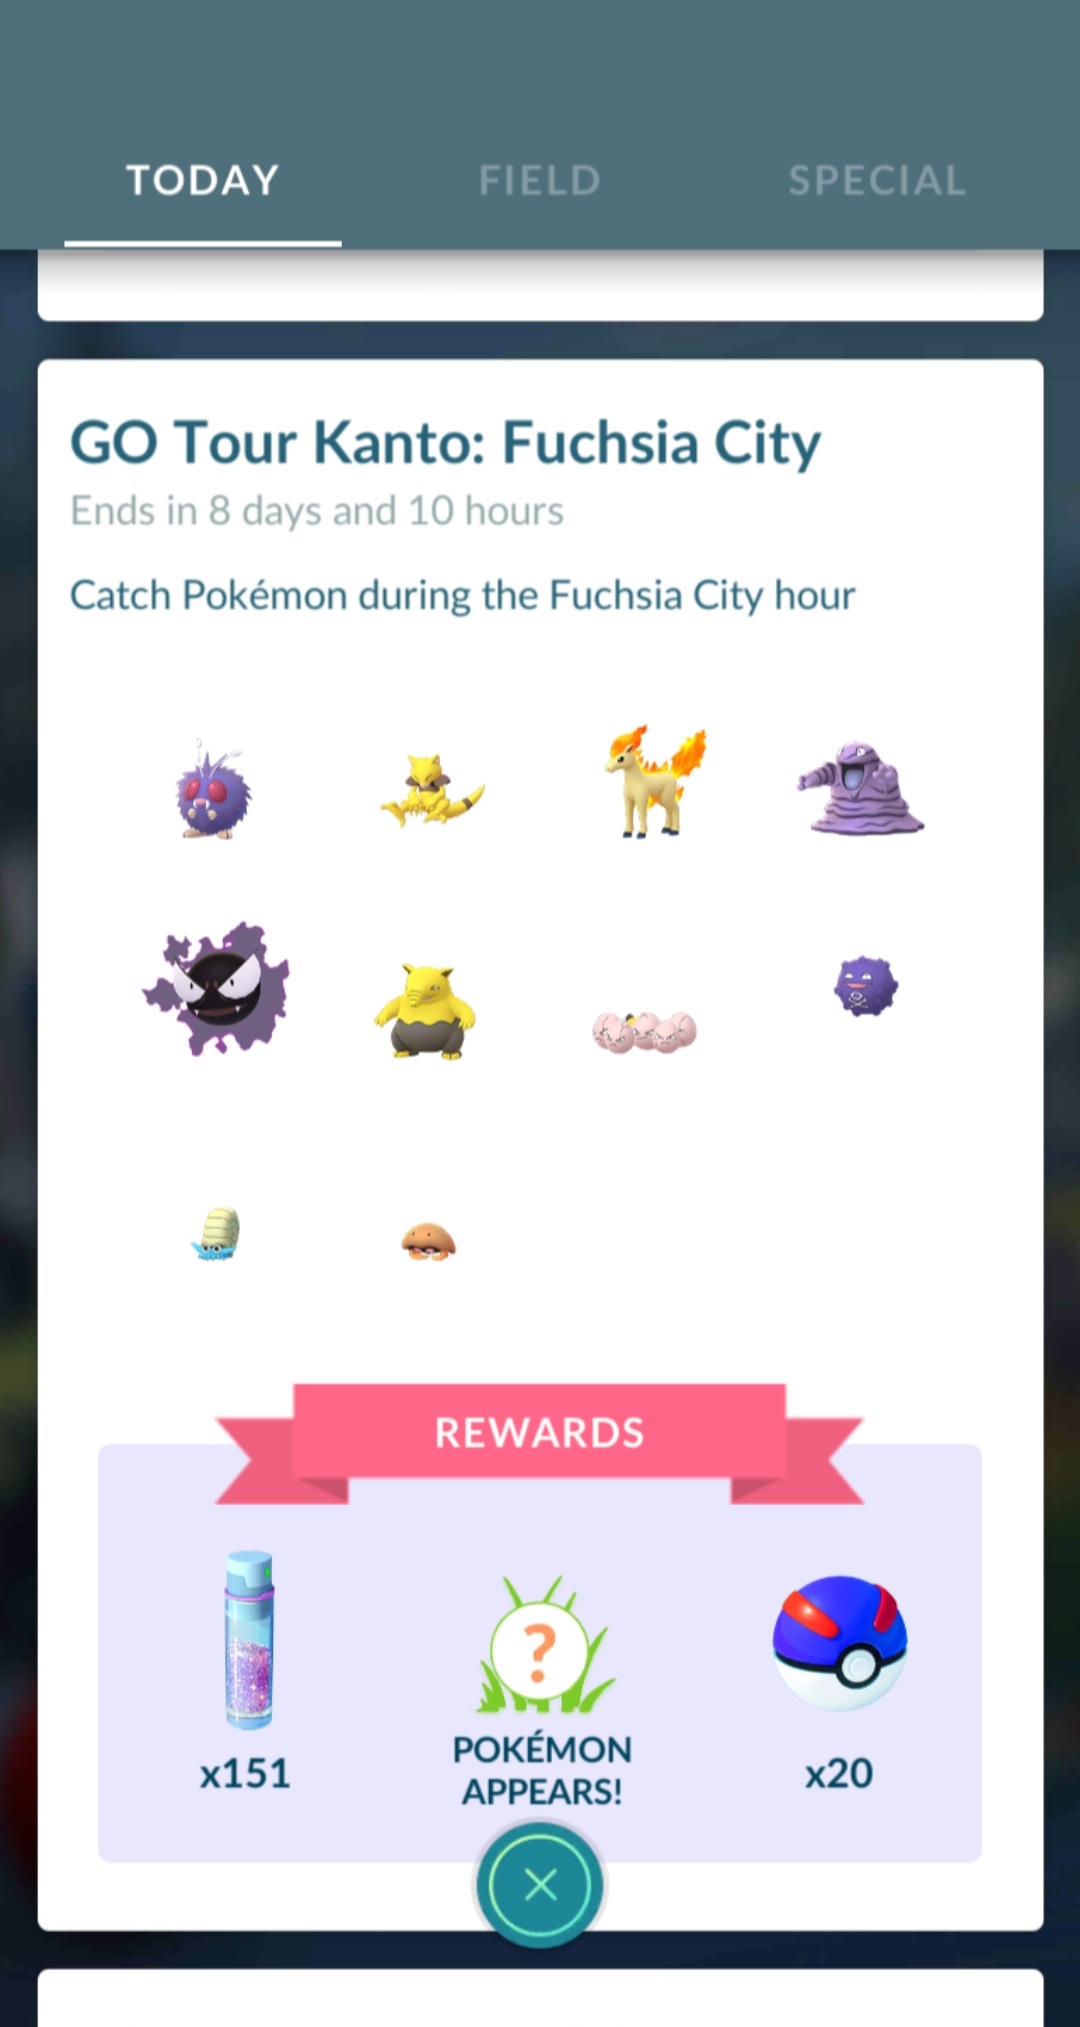 TODAY
FIELD
SPECIAL
GO Tour Kanto: Fuchsia City
Ends in 8 days and 10 hours
Catch Pokémon during the Fuchsia City hour
REWARDS
x151
?
POKÉMON
APPEARS!
x20